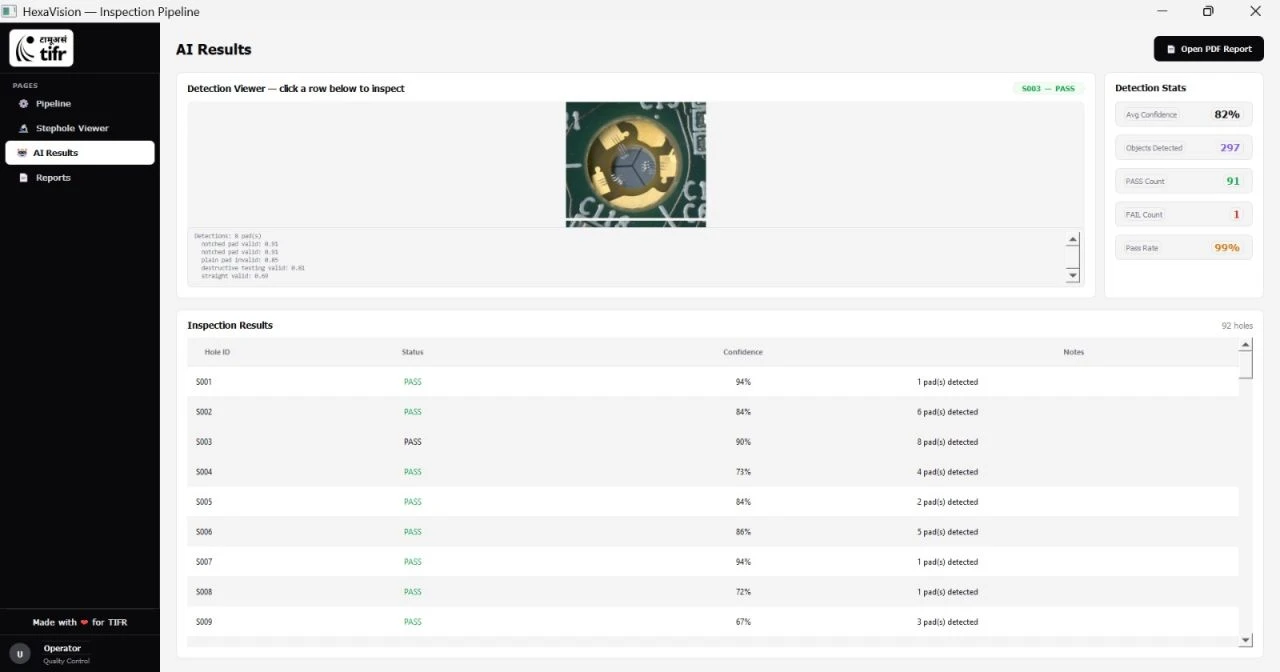 HexaVision — Inspection Pipeline
टीआइएफआर
tifr
PAGES
Pipeline
Stephole Viewer
AI Results
Reports
Made with ❤ for TIFR
U
Operator
Quality Control
AI Results
Open PDF Report
Detection Viewer — click a row below to inspect
S003 — PASS
Detections: 8 pad(s)
notched pad valid: 0.91
notched pad valid: 0.91
plain pad invalid: 0.85
destructive testing valid: 0.81
straight valid: 0.69
Detection Stats
Avg Confidence 82%
Objects Detected 297
PASS Count 91
FAIL Count 1
Pass Rate 99%
Inspection Results
92 holes
Hole ID Status Confidence Notes
S001 PASS 94% 1 pad(s) detected
S002 PASS 84% 6 pad(s) detected
S003 PASS 90% 8 pad(s) detected
S004 PASS 73% 4 pad(s) detected
S005 PASS 84% 2 pad(s) detected
S006 PASS 86% 5 pad(s) detected
S007 PASS 94% 1 pad(s) detected
S008 PASS 72% 1 pad(s) detected
S009 PASS 67% 3 pad(s) detected